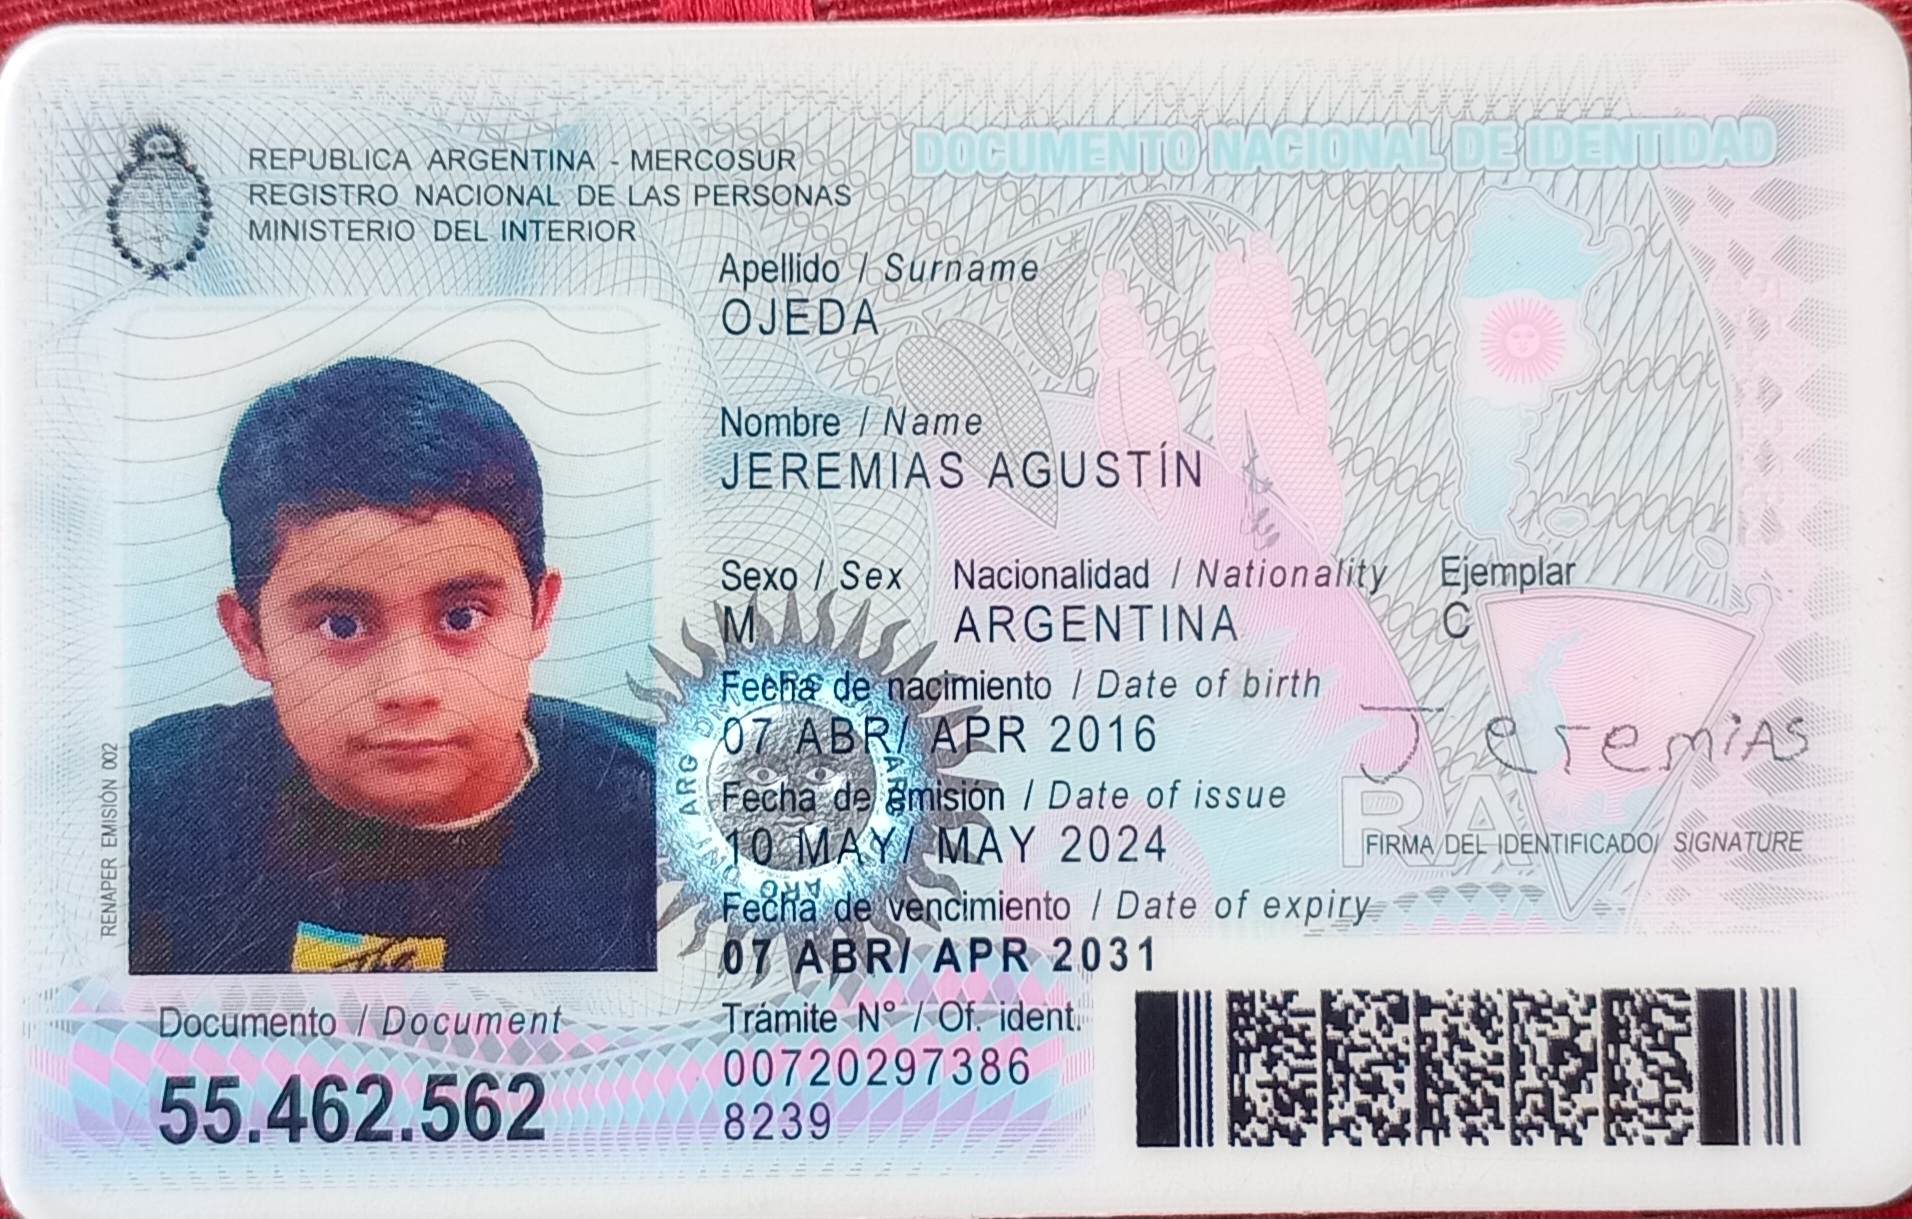 REPUBLICA ARGENTINA - MERCOSUR
REGISTRO NACIONAL DE LAS PERSONAS
MINISTERIO DEL INTERIOR
DOCUMENTO NACIONAL DE IDENTIDAD
Apellido / Surname
OJEDA
Nombre / Name
JEREMIAS AGUSTÍN
Sexo / Sex Nacionalidad / Nationality Ejemplar
M ARGENTINA C
Fecha de nacimiento / Date of birth
07 ABR/ APR 2016
Jeremias
Fecha de emisión / Date of issue
10 MAY/ MAY 2024
RA
FIRMA DEL IDENTIFICADO/ SIGNATURE
Fecha de vencimiento / Date of expiry
07 ABR/ APR 2031
RENAPER EMISIÓN 002
Documento / Document
55.462.562
Trámite N° / Of. ident.
00720297386
8239